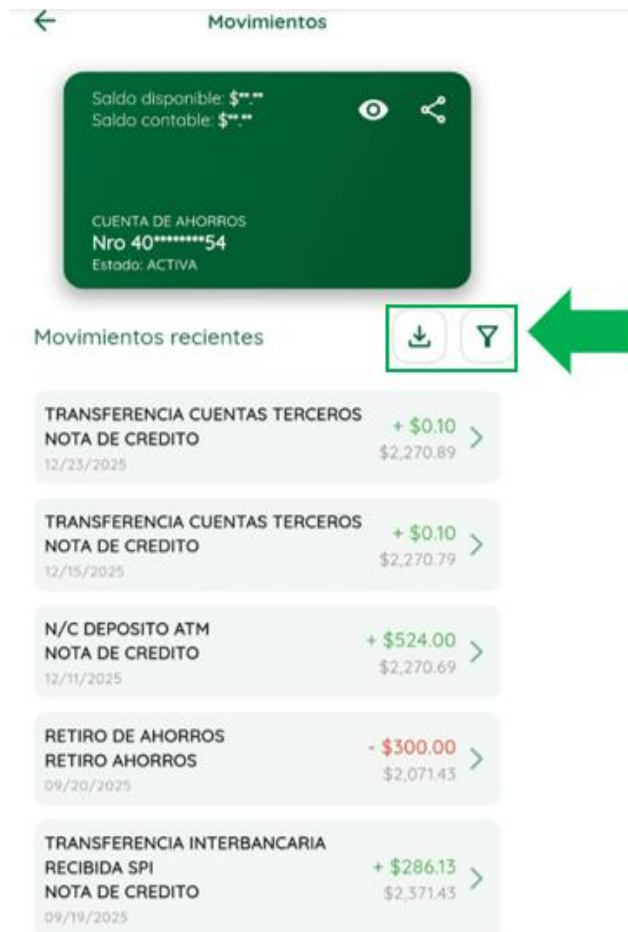 Movimientos
Saldo disponible: $**.**
Saldo contable: $**.**
CUENTA DE AHORROS
Nro 40********54
Estado: ACTIVA
Movimientos recientes
TRANSFERENCIA CUENTAS TERCEROS
NOTA DE CREDITO
12/23/2025
+ $0.10
$2,270.89
TRANSFERENCIA CUENTAS TERCEROS
NOTA DE CREDITO
12/15/2025
+ $0.10
$2,270.79
N/C DEPOSITO ATM
NOTA DE CREDITO
12/11/2025
+ $524.00
$2,270.69
RETIRO DE AHORROS
RETIRO AHORROS
09/20/2025
- $300.00
$2,071.43
TRANSFERENCIA INTERBANCARIA
RECIBIDA SPI
NOTA DE CREDITO
09/19/2025
+ $286.13
$2,371.43